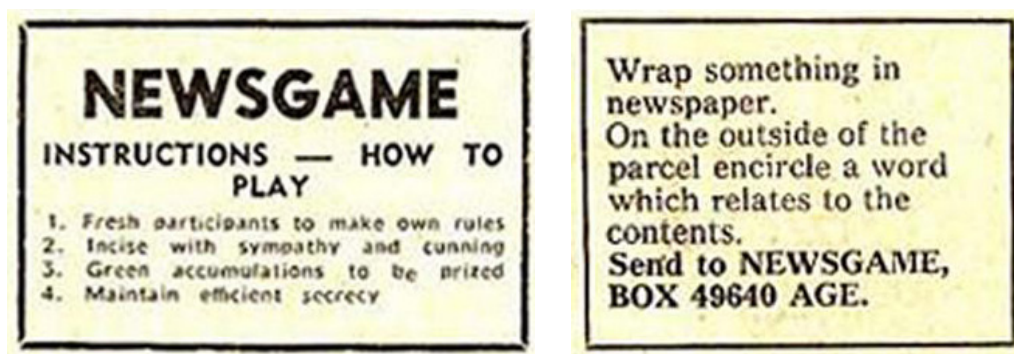 NEWSGAME
INSTRUCTIONS — HOW TO
PLAY
1. Fresh participants to make own rules
2. Incise with sympathy and cunning
3. Green accumulations to be prized
4. Maintain efficient secrecy
Wrap something in
newspaper.
On the outside of the
parcel encircle a word
which relates to the
contents.
Send to NEWSGAME,
BOX 49640 AGE.